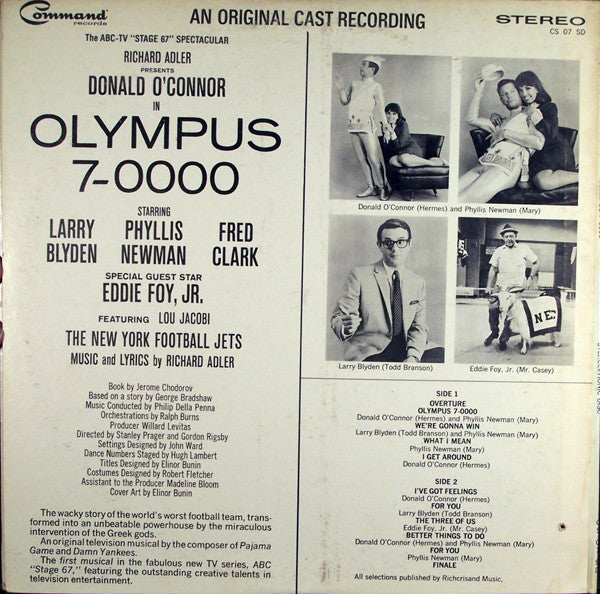 Command
records
AN ORIGINAL CAST RECORDING
STEREO
CS 07 SD
The ABC-TV "STAGE 67" SPECTACULAR
RICHARD ADLER
PRESENTS
DONALD O'CONNOR
IN
OLYMPUS
7-0000
STARRING
LARRY BLYDEN
PHYLLIS NEWMAN
FRED CLARK
SPECIAL GUEST STAR
EDDIE FOY, JR.
FEATURING LOU JACOBI
THE NEW YORK FOOTBALL JETS
MUSIC and LYRICS by RICHARD ADLER
Book by Jerome Chodorov
Based on a story by George Bradshaw
Music Conducted by Philip Della Penna
Orchestrations by Ralph Burns
Producer Willard Levitas
Directed by Stanley Prager and Gordon Rigsby
Settings Designed by John Ward
Dance Numbers Staged by Hugh Lambert
Titles Designed by Elinor Bunin
Costumes Designed by Robert Fletcher
Assistant to the Producer Madeline Bloom
Cover Art by Elinor Bunin
The wacky story of the world's worst football team, trans-
formed into an unbeatable powerhouse by the miraculous
intervention of the Greek gods.
An original television musical by the composer of Pajama
Game and Damn Yankees.
The first musical in the fabulous new TV series, ABC
"Stage 67," featuring the outstanding creative talents in
television entertainment.
Donald O'Connor (Hermes) and Phyllis Newman (Mary)
NEC
Larry Blyden (Todd Branson)
Eddie Foy, Jr. (Mr. Casey)
SIDE 1
OVERTURE
OLYMPUS 7-0000
Donald O'Connor (Hermes) and Phyllis Newman (Mary)
WE'RE GONNA WIN
Larry Blyden (Todd Branson) and Phyllis Newman (Mary)
WHAT I MEAN
Phyllis Newman (Mary)
I GET AROUND
Donald O'Connor (Hermes)
SIDE 2
I'VE GOT FEELINGS
Donald O'Connor (Hermes)
FOR YOU
Larry Blyden (Todd Branson)
THE THREE OF US
Eddie Foy, Jr. (Mr. Casey)
BETTER THINGS TO DO
Donald O'Connor (Hermes) and Phyllis Newman (Mary)
FOR YOU
Phyllis Newman (Mary)
FINALE
All selections published by Richcrisand Music.